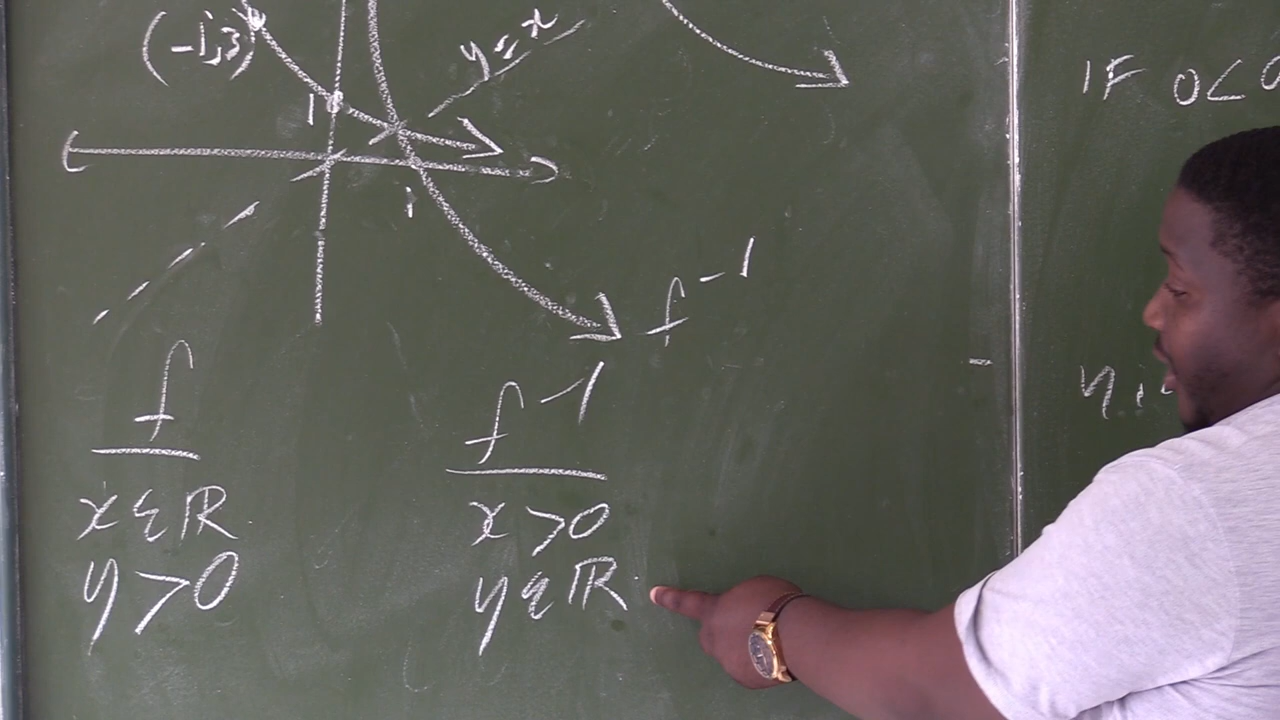 (-1,3)
y=x
1
1
f⁻¹
f
x∈ℝ
y>0
f⁻¹
x>0
y∈ℝ
IF 0<